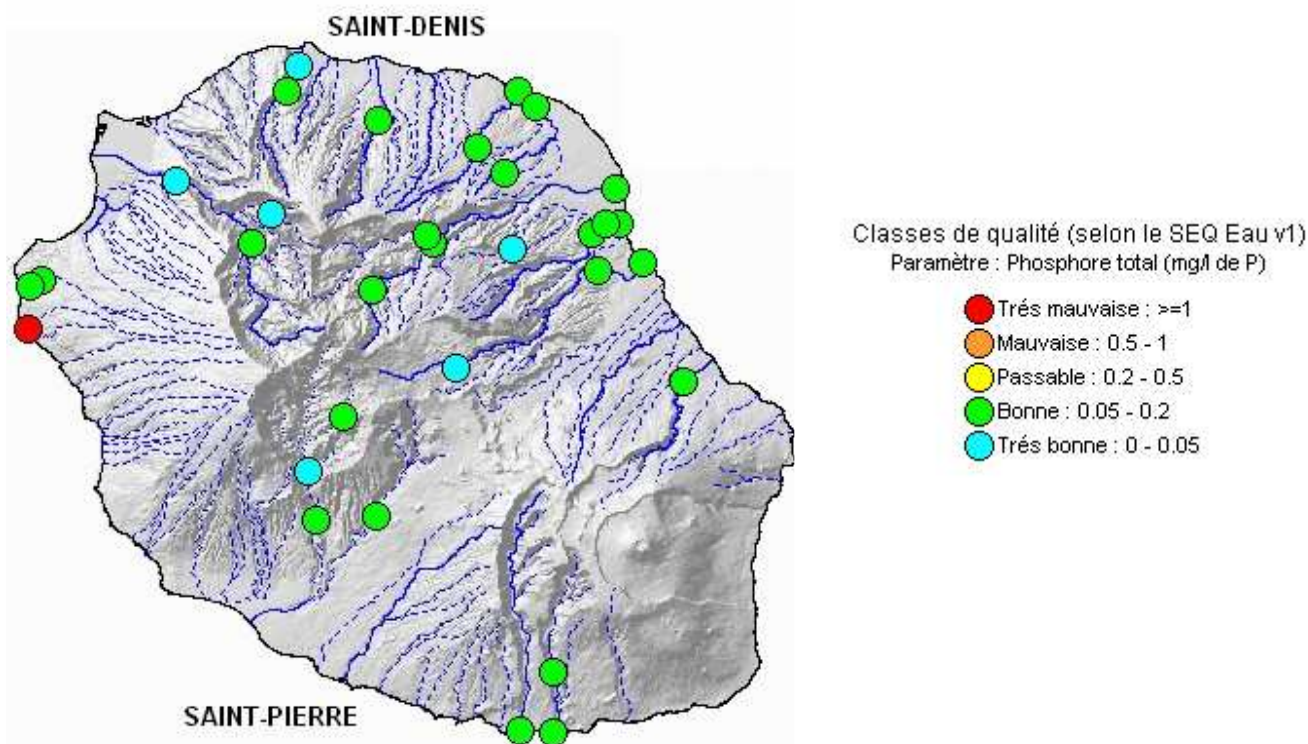 SAINT-DENIS
SAINT-PIERRE
Classes de qualité (selon le SEQ Eau v1)
Paramètre : Phosphore total (mg/l de P)
Trés mauvaise : >=1
Mauvaise : 0.5 - 1
Passable : 0.2 - 0.5
Bonne : 0.05 - 0.2
Trés bonne : 0 - 0.05